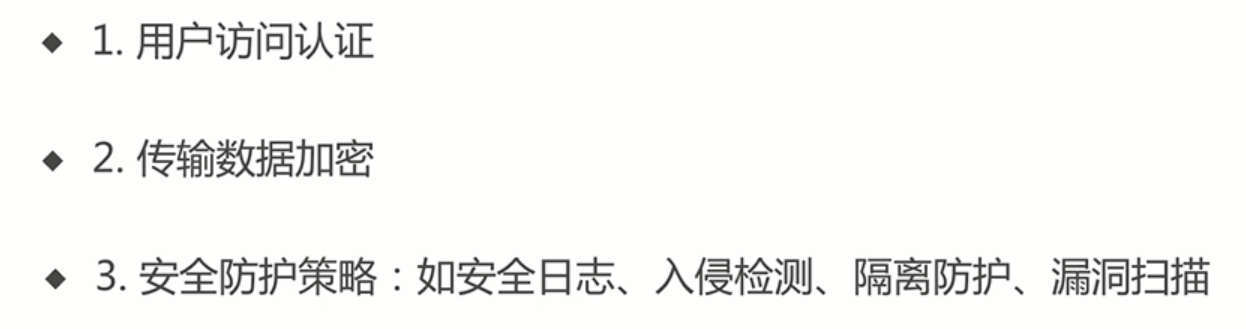 ◆ 1. 用户访问认证
◆ 2. 传输数据加密
◆ 3. 安全防护策略：如安全日志、入侵检测、隔离防护、漏洞扫描